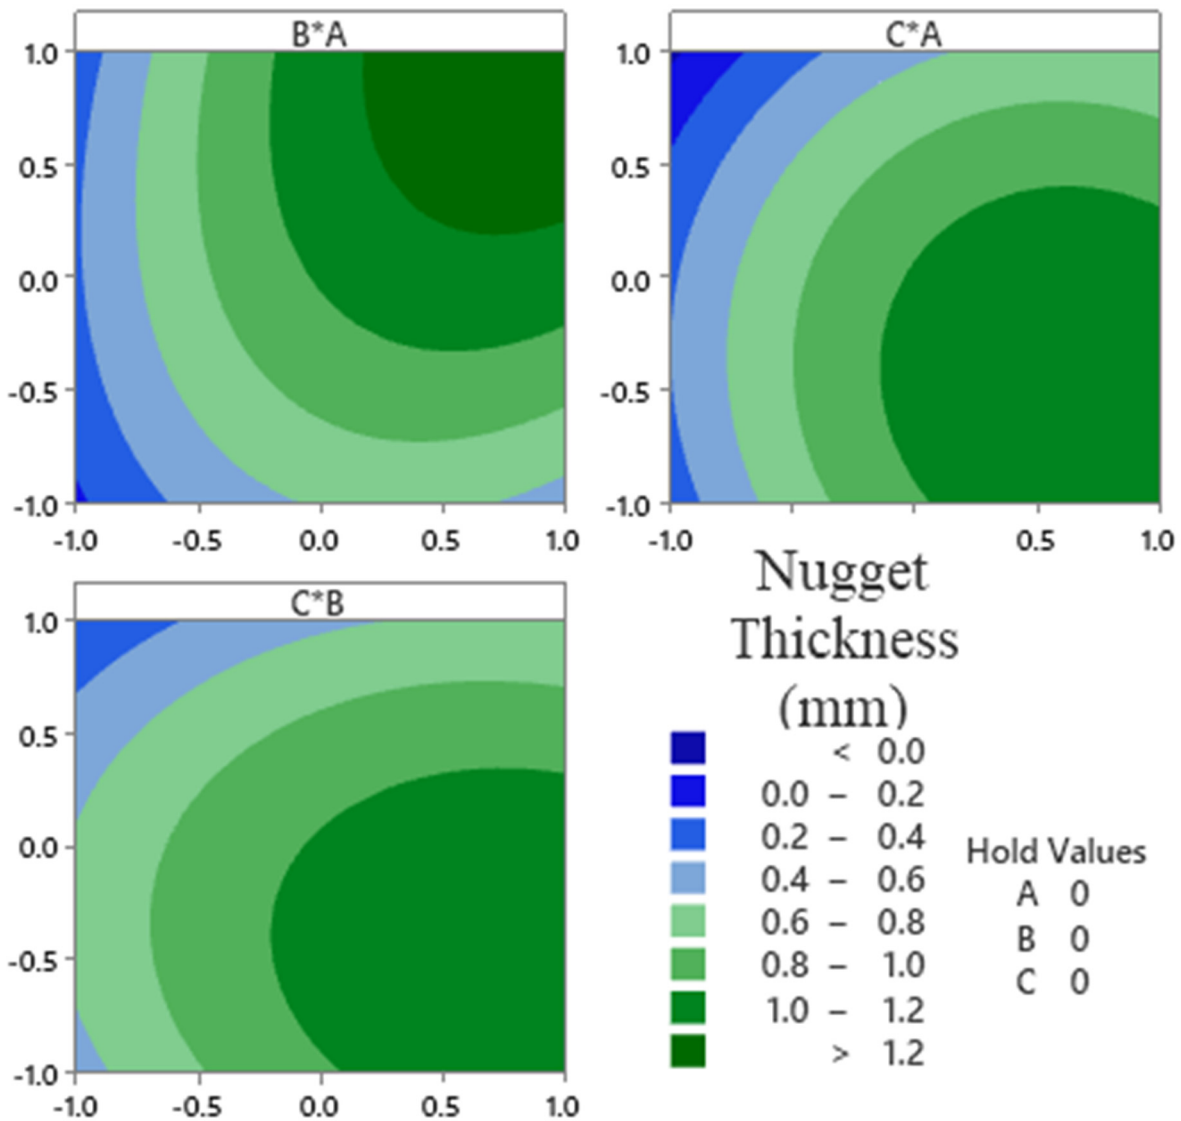 B*A
1.0
0.5
0.0
-0.5
-1.0
-1.0 -0.5 0.0 0.5 1.0
C*A
1.0
0.5
0.0
-0.5
-1.0
-1.0 0.5 1.0
C*B
1.0
0.5
0.0
-0.5
-1.0
-1.0 -0.5 0.0 0.5 1.0
Nugget
Thickness
(mm)
< 0.0
0.0 – 0.2
0.2 – 0.4
0.4 – 0.6
0.6 – 0.8
0.8 – 1.0
1.0 – 1.2
> 1.2
Hold Values
A 0
B 0
C 0